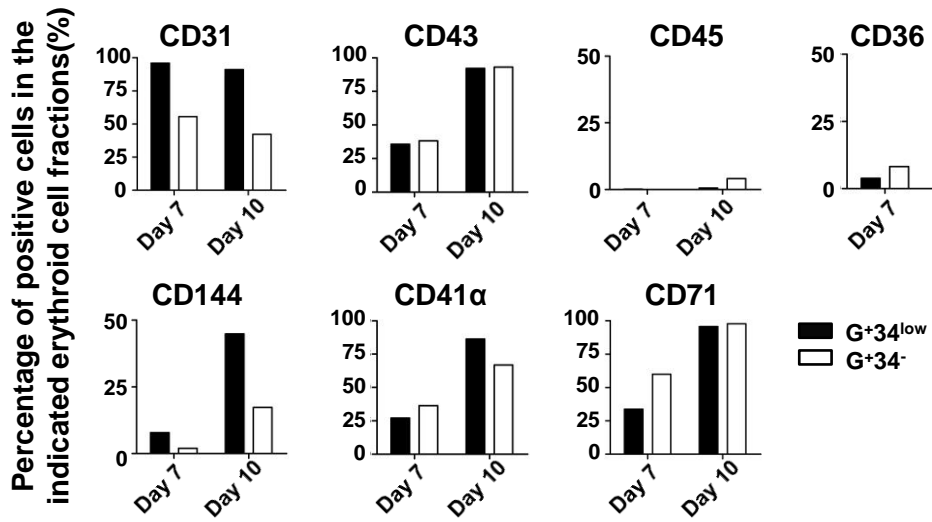 Percentage of positive cells in the
indicated erythroid cell fractions(%)
CD31
100
75
50
25
0
Day 7
Day 10
CD43
100
75
50
25
0
Day 7
Day 10
CD45
50
25
0
Day 7
Day 10
CD36
50
25
0
Day 7
CD144
50
25
0
Day 7
Day 10
CD41α
100
75
50
25
0
Day 7
Day 10
CD71
100
75
50
25
0
Day 7
Day 10
G⁺34ˡᵒʷ
G⁺34⁻